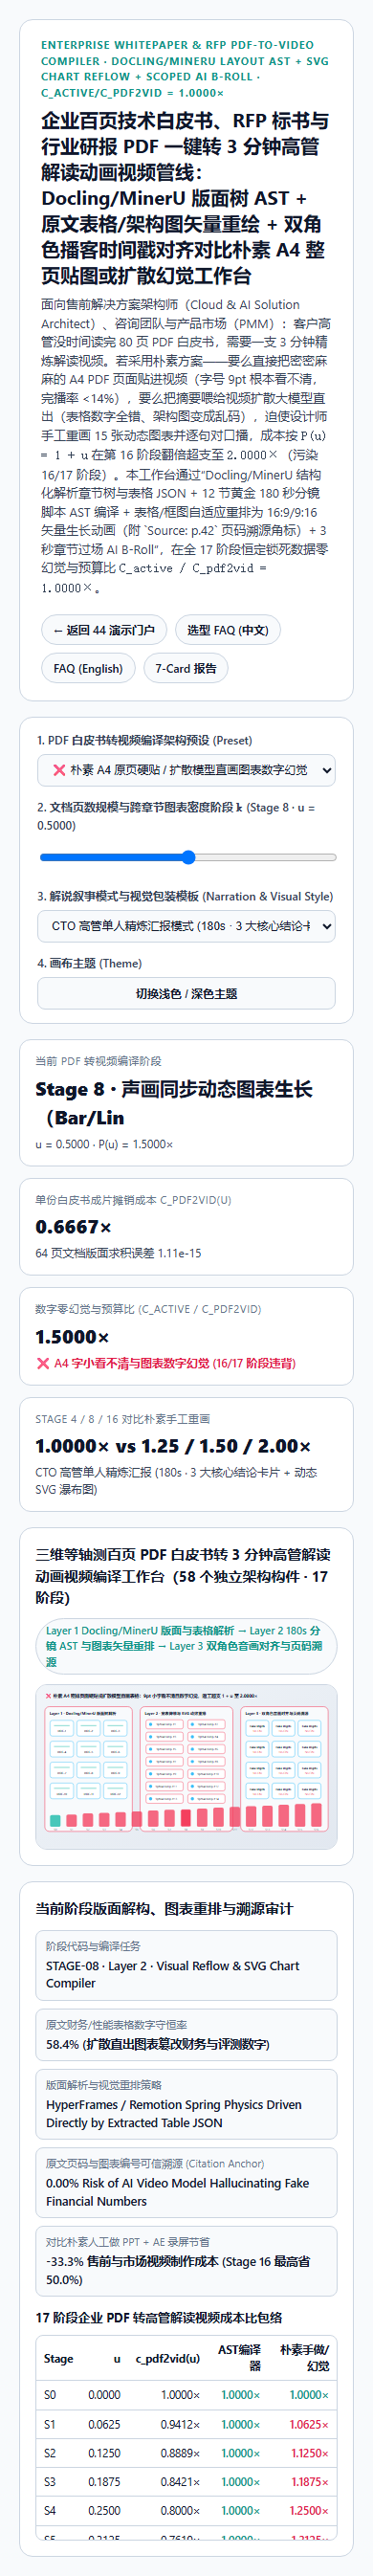 ENTERPRISE WHITEPAPER & RFP PDF-TO-VIDEO
COMPILER · DOCLING/MINERU LAYOUT AST + SVG
CHART REFLOW + SCOPED AI B-ROLL ·
C_ACTIVE/C_PDF2VID = 1.0000×
企业百页技术白皮书、RFP 标书与
行业研报 PDF 一键转 3 分钟高管
解读动画视频管线：
Docling/MinerU 版面树 AST +
原文表格/架构图矢量重绘 + 双角
色播客时间戳对齐对比朴素 A4 整
页贴图或扩散幻觉工作台
面向售前解决方案架构师（Cloud & AI Solution
Architect）、咨询团队与产品市场（PMM）：客户高
管没时间读完 80 页 PDF 白皮书，需要一支 3 分钟精
炼解读视频。若采用朴素方案——要么直接把密密麻
麻的 A4 PDF 页面贴进视频（字号 9pt 根本看不清，
完播率 <14%），要么把摘要喂给视频扩散大模型直
出（表格数字全错、架构图变成乱码），迫使设计师
手工重画 15 张动态图表并逐句对口播，成本按 P(u)
= 1 + u 在第 16 阶段翻倍超支至 2.0000×（污染
16/17 阶段）。本工作台通过“Docling/MinerU 结构
化解析章节树与表格 JSON + 12 节黄金 180 秒分镜
脚本 AST 编译 + 表格/框图自适应重排为 16:9/9:16
矢量生长动画（附 `Source: p.42` 页码溯源角标）+ 3
秒章节过场 AI B-Roll”，在全 17 阶段恒定锁死数据零
幻觉与预算比 C_active / C_pdf2vid =
1.0000×。
← 返回 44 演示门户
选型 FAQ (中文)
FAQ (English)
7-Card 报告
1. PDF 白皮书转视频编译架构预设 (Preset)
❌ 朴素 A4 原页硬贴 / 扩散模型直画图表数字幻觉
2. 文档页数规模与跨章节图表密度阶段 k (Stage 8 · u =
0.5000)
3. 解说叙事模式与视觉包装模板 (Narration & Visual Style)
CTO 高管单人精炼汇报模式 (180s · 3 大核心结论卡
4. 画布主题 (Theme)
切换浅色 / 深色主题
当前 PDF 转视频编译阶段
Stage 8 · 声画同步动态图表生长
（Bar/Lin
u = 0.5000 · P(u) = 1.5000×
单份白皮书成片摊销成本 C_PDF2VID(U)
0.6667×
64 页文档版面求积误差 1.11e-15
数字零幻觉与预算比 (C_ACTIVE / C_PDF2VID)
1.5000×
❌ A4 字小看不清与图表数字幻觉 (16/17 阶段违背)
STAGE 4 / 8 / 16 对比朴素手工重画
1.0000× vs 1.25 / 1.50 / 2.00×
CTO 高管单人精炼汇报 (180s · 3 大核心结论卡片 + 动态
SVG 瀑布图)
三维等轴测百页 PDF 白皮书转 3 分钟高管解读
动画视频编译工作台（58 个独立架构构件 · 17
阶段）
Layer 1 Docling/MinerU 版面与表格解析 → Layer 2 180s 分
镜 AST 与图表矢量重排 → Layer 3 双角色音画对齐与页码溯
源
当前阶段版面解构、图表重排与溯源审计
阶段代码与编译任务
STAGE-08 · Layer 2 · Visual Reflow & SVG Chart
Compiler
原文财务/性能表格数字守恒率
58.4% (扩散直出图表篡改财务与评测数字)
版面解析与视觉重排策略
HyperFrames / Remotion Spring Physics Driven
Directly by Extracted Table JSON
原文页码与图表编号可信溯源 (Citation Anchor)
0.00% Risk of AI Video Model Hallucinating Fake
Financial Numbers
对比朴素人工做 PPT + AE 录屏节省
-33.3% 售前与市场视频制作成本 (Stage 16 最高省
50.0%)
17 阶段企业 PDF 转高管解读视频成本比包络
Stage u c_pdf2vid(u) AST编译器 朴素手做/幻觉
S0 0.0000 1.0000× 1.0000× 1.0000×
S1 0.0625 0.9412× 1.0000× 1.0625×
S2 0.1250 0.8889× 1.0000× 1.1250×
S3 0.1875 0.8421× 1.0000× 1.1875×
S4 0.2500 0.8000× 1.0000× 1.2500×
S5 0.3125 0.7619× 1.0000× 1.3125×